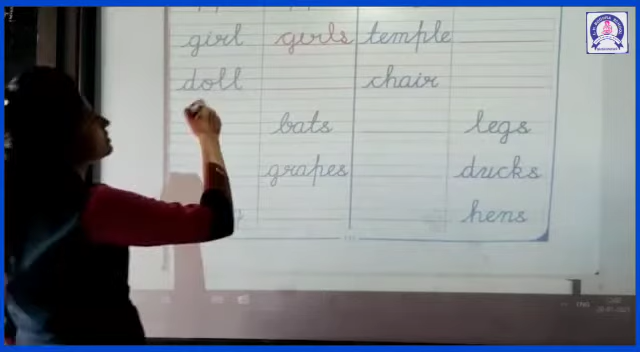 girl girls temple
doll chair
bats legs
grapes ducks
hens